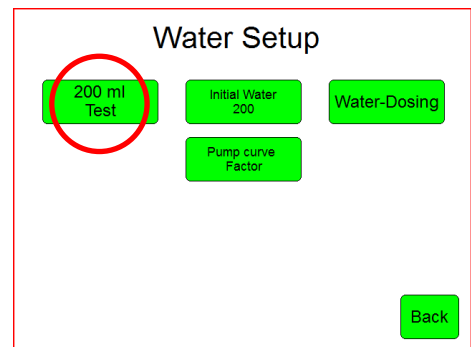 Water Setup
200 ml
Test
Initial Water
200
Water-Dosing
Pump curve
Factor
Back